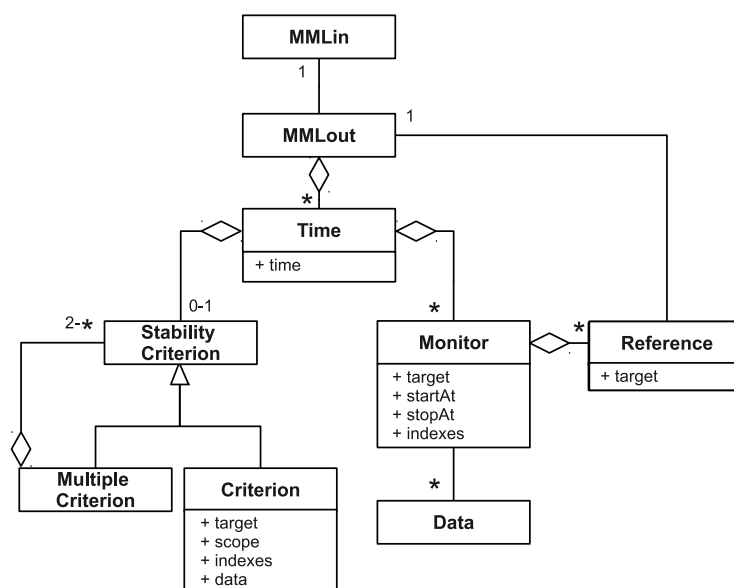 MMLin
1
1
MMLout
*
Time
+ time
0-1
2-*
Stability
Criterion
*
Monitor
+ target
+ startAt
+ stopAt
+ indexes
*
Reference
+ target
Multiple
Criterion
Criterion
+ target
+ scope
+ indexes
+ data
*
Data